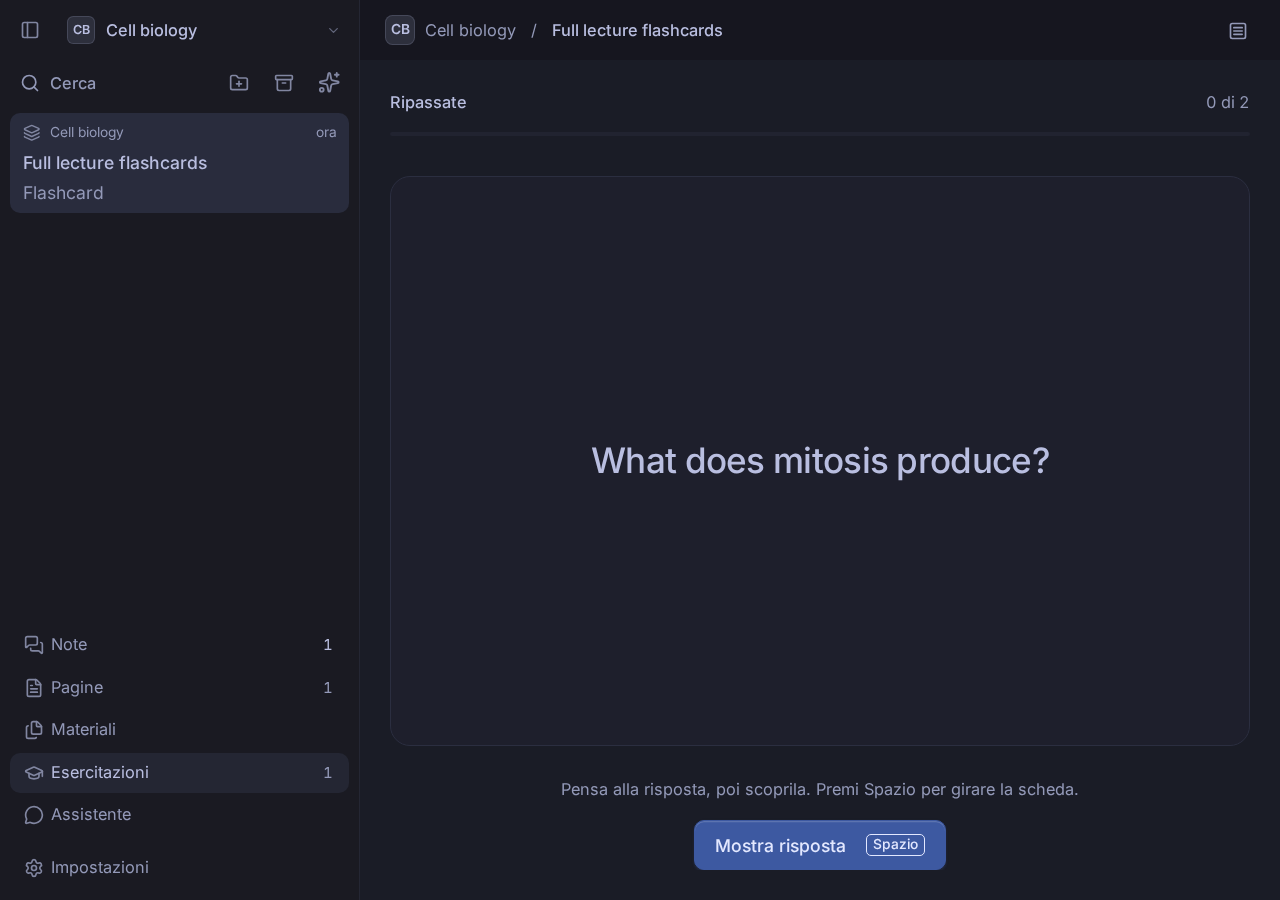 CB Cell biology
Cerca
Cell biology ora
Full lecture flashcards
Flashcard
Note 1
Pagine 1
Materiali
Esercitazioni 1
Assistente
Impostazioni
CB Cell biology / Full lecture flashcards
Ripassate 0 di 2
What does mitosis produce?
Pensa alla risposta, poi scoprila. Premi Spazio per girare la scheda.
Mostra risposta Spazio